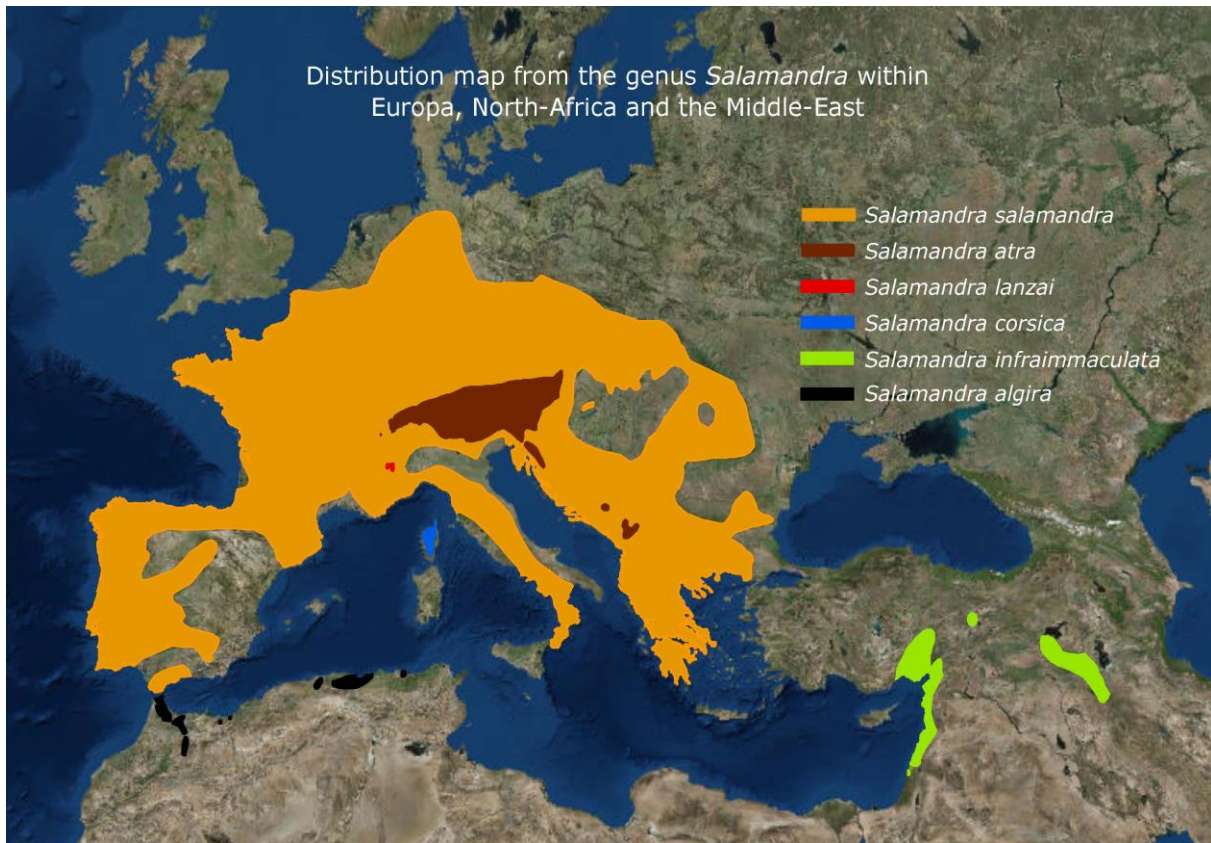 Distribution map from the genus Salamandra within
Europa, North-Africa and the Middle-East
Salamandra salamandra
Salamandra atra
Salamandra lanzai
Salamandra corsica
Salamandra infraimmaculata
Salamandra algira